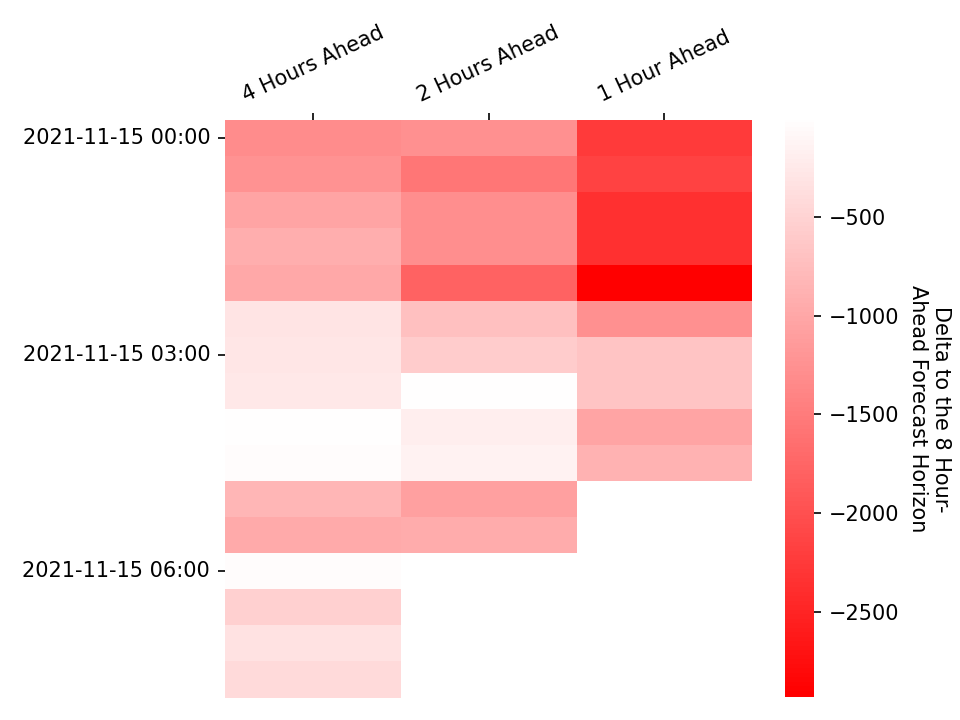 4 Hours Ahead
2 Hours Ahead
1 Hour Ahead
2021-11-15 00:00
2021-11-15 03:00
2021-11-15 06:00
−500
−1000
−1500
−2000
−2500
Delta to the 8 Hour-
Ahead Forecast Horizon